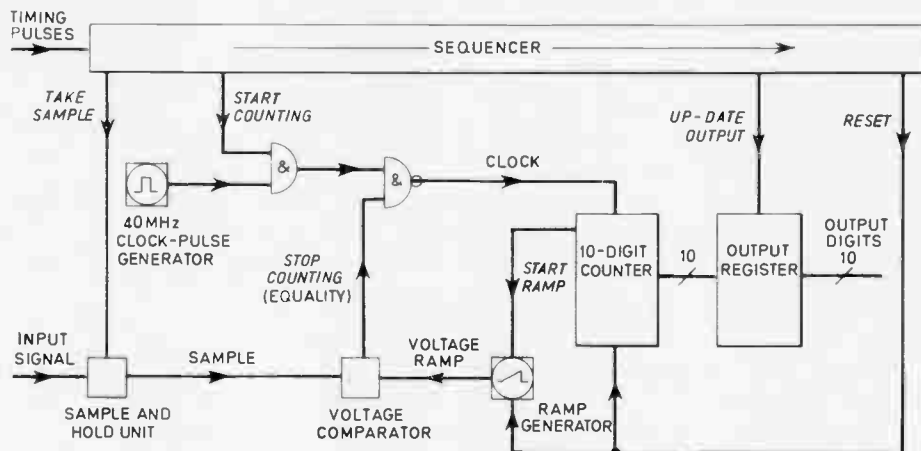 TIMING
PULSES
SEQUENCER
TAKE
SAMPLE
START
COUNTING
UP-DATE
OUTPUT
RESET
&
&
CLOCK
40MHz
CLOCK-PULSE
GENERATOR
STOP
COUNTING
(EQUALITY)
START
RAMP
10-DIGIT
COUNTER
10
OUTPUT
REGISTER
OUTPUT
DIGITS
10
INPUT
SIGNAL
SAMPLE
VOLTAGE
RAMP
SAMPLE AND
HOLD UNIT
VOLTAGE
COMPARATOR
RAMP
GENERATOR